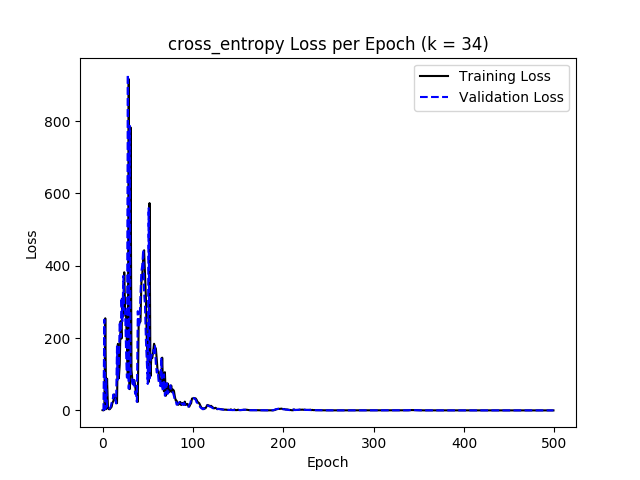 cross_entropy Loss per Epoch (k = 34)
Training Loss
Validation Loss
800
600
400
200
0
Loss
0 100 200 300 400 500
Epoch